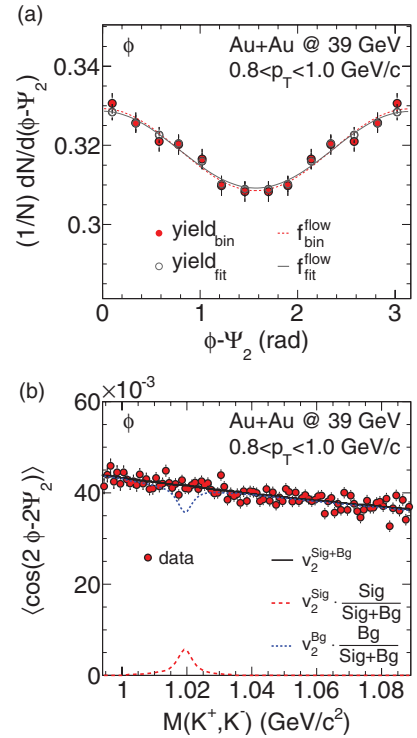 (a)
ϕ
Au+Au @ 39 GeV
0.8<p_T<1.0 GeV/c
0.34
0.32
0.3
(1/N) dN/d(ϕ-Ψ_2)
yield_bin
f_bin^flow
yield_fit
f_fit^flow
0
1
2
3
ϕ-Ψ_2 (rad)
(b)
×10^-3
60
40
20
0
ϕ
Au+Au @ 39 GeV
0.8<p_T<1.0 GeV/c
⟨cos(2 ϕ-2Ψ_2)⟩
data
v_2^Sig+Bg
v_2^Sig · Sig/Sig+Bg
v_2^Bg · Bg/Sig+Bg
1
1.02
1.04
1.06
1.08
M(K^+,K^-) (GeV/c^2)